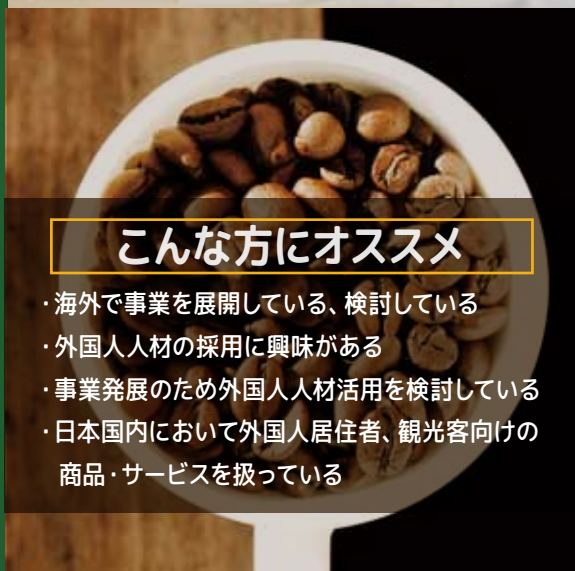 こんな方にオススメ
・海外で事業を展開している、検討している
・外国人人材の採用に興味がある
・事業発展のため外国人人材活用を検討している
・日本国内において外国人居住者、観光客向けの
商品・サービスを扱っている